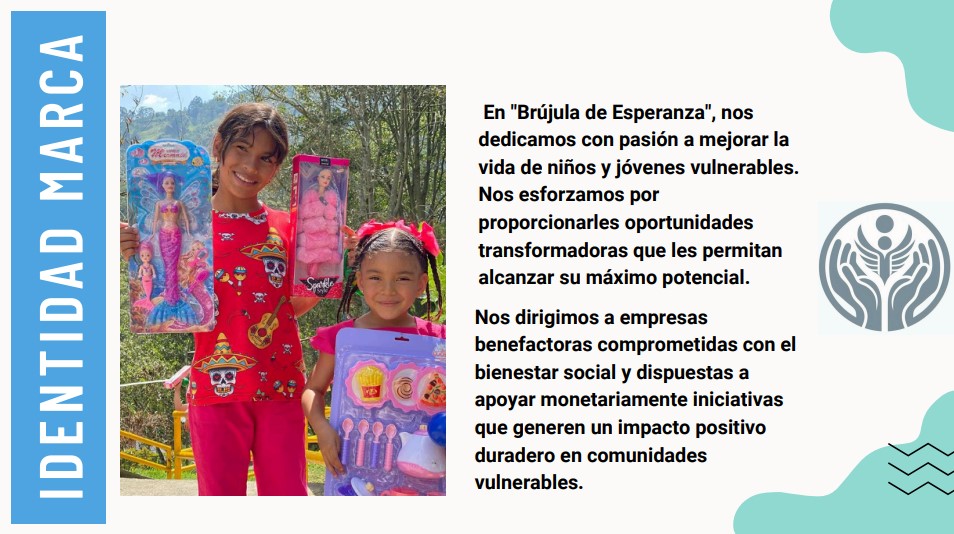 IDENTIDAD MARCA
En "Brújula de Esperanza", nos
dedicamos con pasión a mejorar la
vida de niños y jóvenes vulnerables.
Nos esforzamos por
proporcionarles oportunidades
transformadoras que les permitan
alcanzar su máximo potencial.
Nos dirigimos a empresas
benefactoras comprometidas con el
bienestar social y dispuestas a
apoyar monetariamente iniciativas
que generen un impacto positivo
duradero en comunidades
vulnerables.
Sparkle